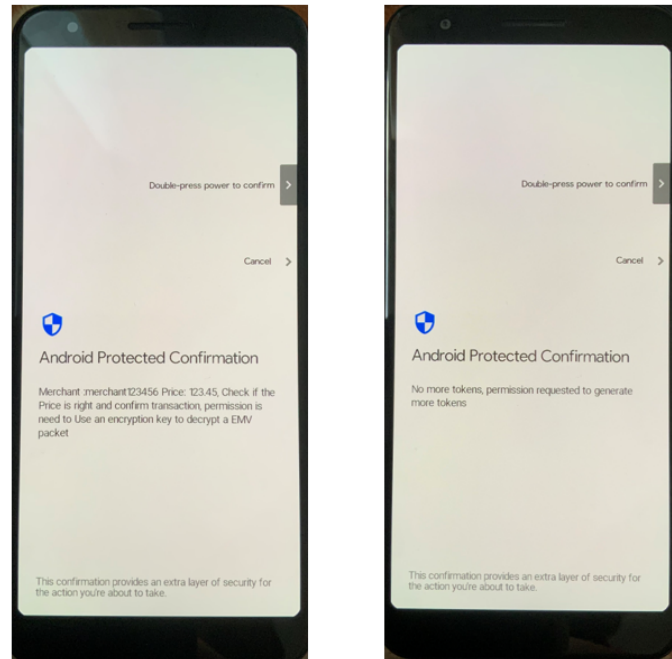 Double-press power to confirm
Cancel
Android Protected Confirmation
Merchant :merchant123456 Price: 123.45, Check if the
Price is right and confirm transaction, permission is
need to Use an encryption key to decrypt a EMV
packet
This confirmation provides an extra layer of security for
the action you're about to take.
Double-press power to confirm
Cancel
Android Protected Confirmation
No more tokens, permission requested to generate
more tokens
This confirmation provides an extra layer of security for
the action you're about to take.